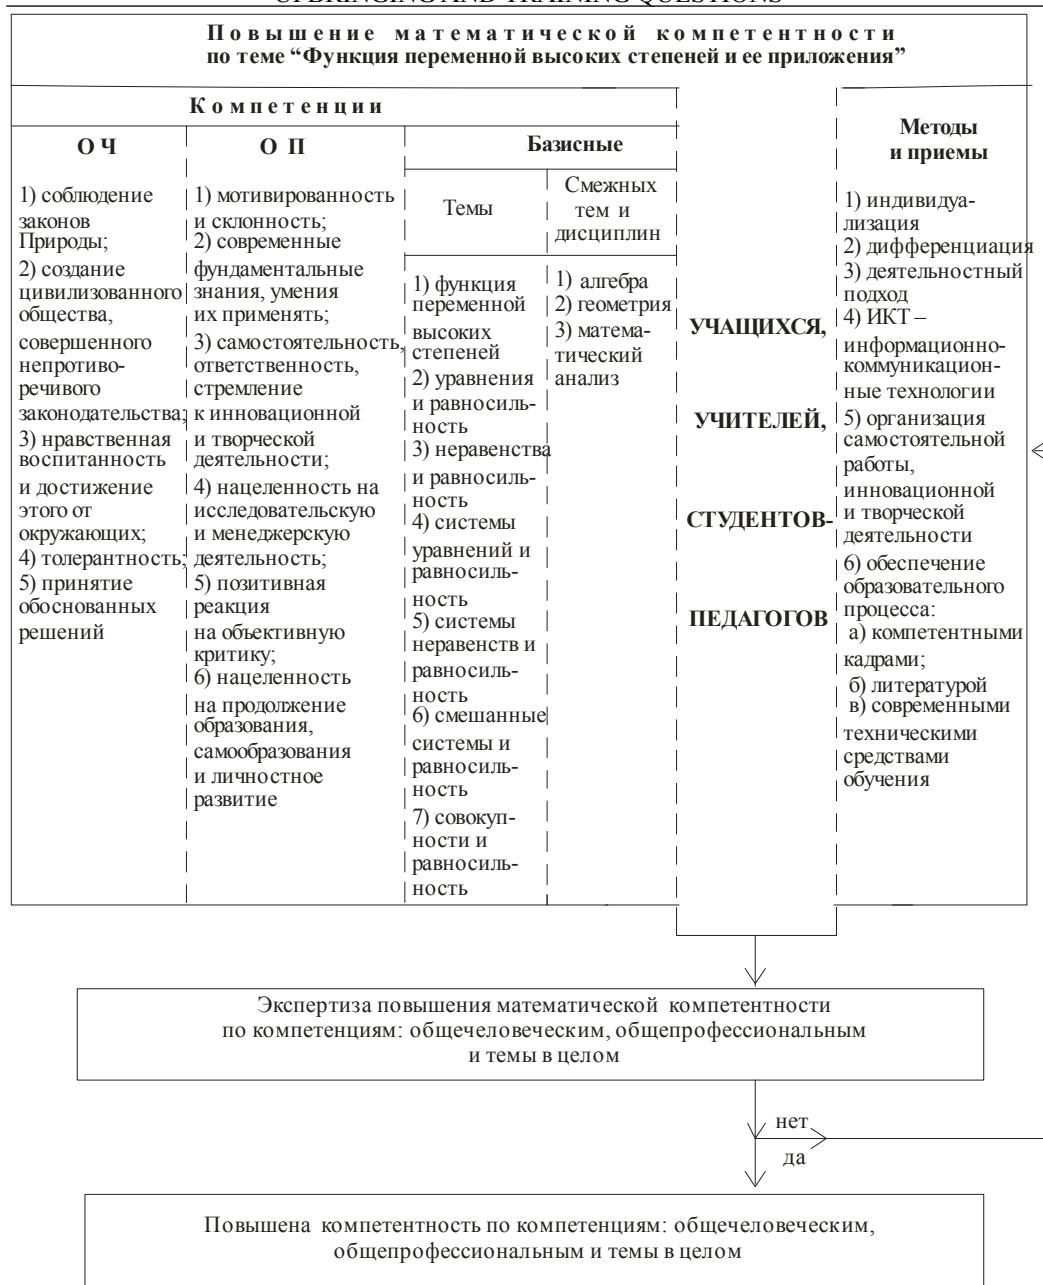 UPBRINGING AND TRAINING QUESTIONS
Повышение математической компетентности
по теме “Функция переменной высоких степеней и ее приложения”
Компетенции
ОЧ
1) соблюдение
законов
Природы;
2) создание
цивилизованного
общества,
совершенного
непротиво-
речивого
законодательства;
3) нравственная
воспитанность
и достижение
этого от
окружающих;
4) толерантность;
5) принятие
обоснованных
решений
ОП
1) мотивированность
и склонность;
2) современные
фундаментальные
знания, умения
их применять;
3) самостоятельность,
ответственность,
стремление
к инновационной
и творческой
деятельности;
4) нацеленность на
исследовательскую
и менеджерскую
деятельность;
5) позитивная
реакция
на объективную
критику;
6) нацеленность
на продолжение
образования,
самообразования
и личностное
развитие
Базисные
Темы
1) функция
переменной
высоких
степеней
2) уравнения
и равносиль-
ность
3) неравенства
и равносиль-
ность
4) системы
уравнений и
равносиль-
ность
5) системы
неравенств и
равносиль-
ность
6) смешанные
системы и
равносиль-
ность
7) совокуп-
ности и
равносиль-
ность
Смежных
тем и
дисциплин
1) алгебра
2) геометрия
3) матема-
тический
анализ
УЧАЩИХСЯ,
УЧИТЕЛЕЙ,
СТУДЕНТОВ-
ПЕДАГОГОВ
Методы
и приемы
1) индивидуа-
лизация
2) дифференциация
3) деятельностный
подход
4) ИКТ –
информационно-
коммуникацион-
ные технологии
5) организация
самостоятельной
работы,
инновационной
и творческой
деятельности
6) обеспечение
образовательного
процесса:
а) компетентными
кадрами;
б) литературой
в) современными
техническими
средствами
обучения
Экспертиза повышения математической компетентности
по компетенциям: общечеловеческим, общепрофессиональным
и темы в целом
нет
да
Повышена компетентность по компетенциям: общечеловеческим,
общепрофессиональным и темы в целом